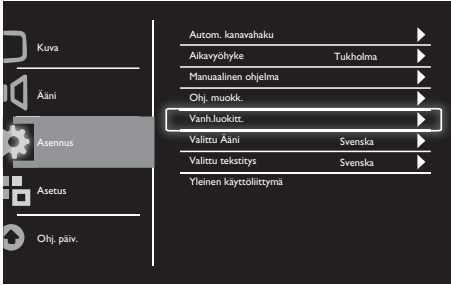 Kuva
Ääni
Asennus
Asetus
Ohj. päiv.
Autom. kanavahaku
Aikavyöhyke Tukholma
Manuaalinen ohjelma
Ohj. muokk.
Vanh.luokitt.
Valittu Ääni Svenska
Valittu tekstitys Svenska
Yleinen käyttöliittymä